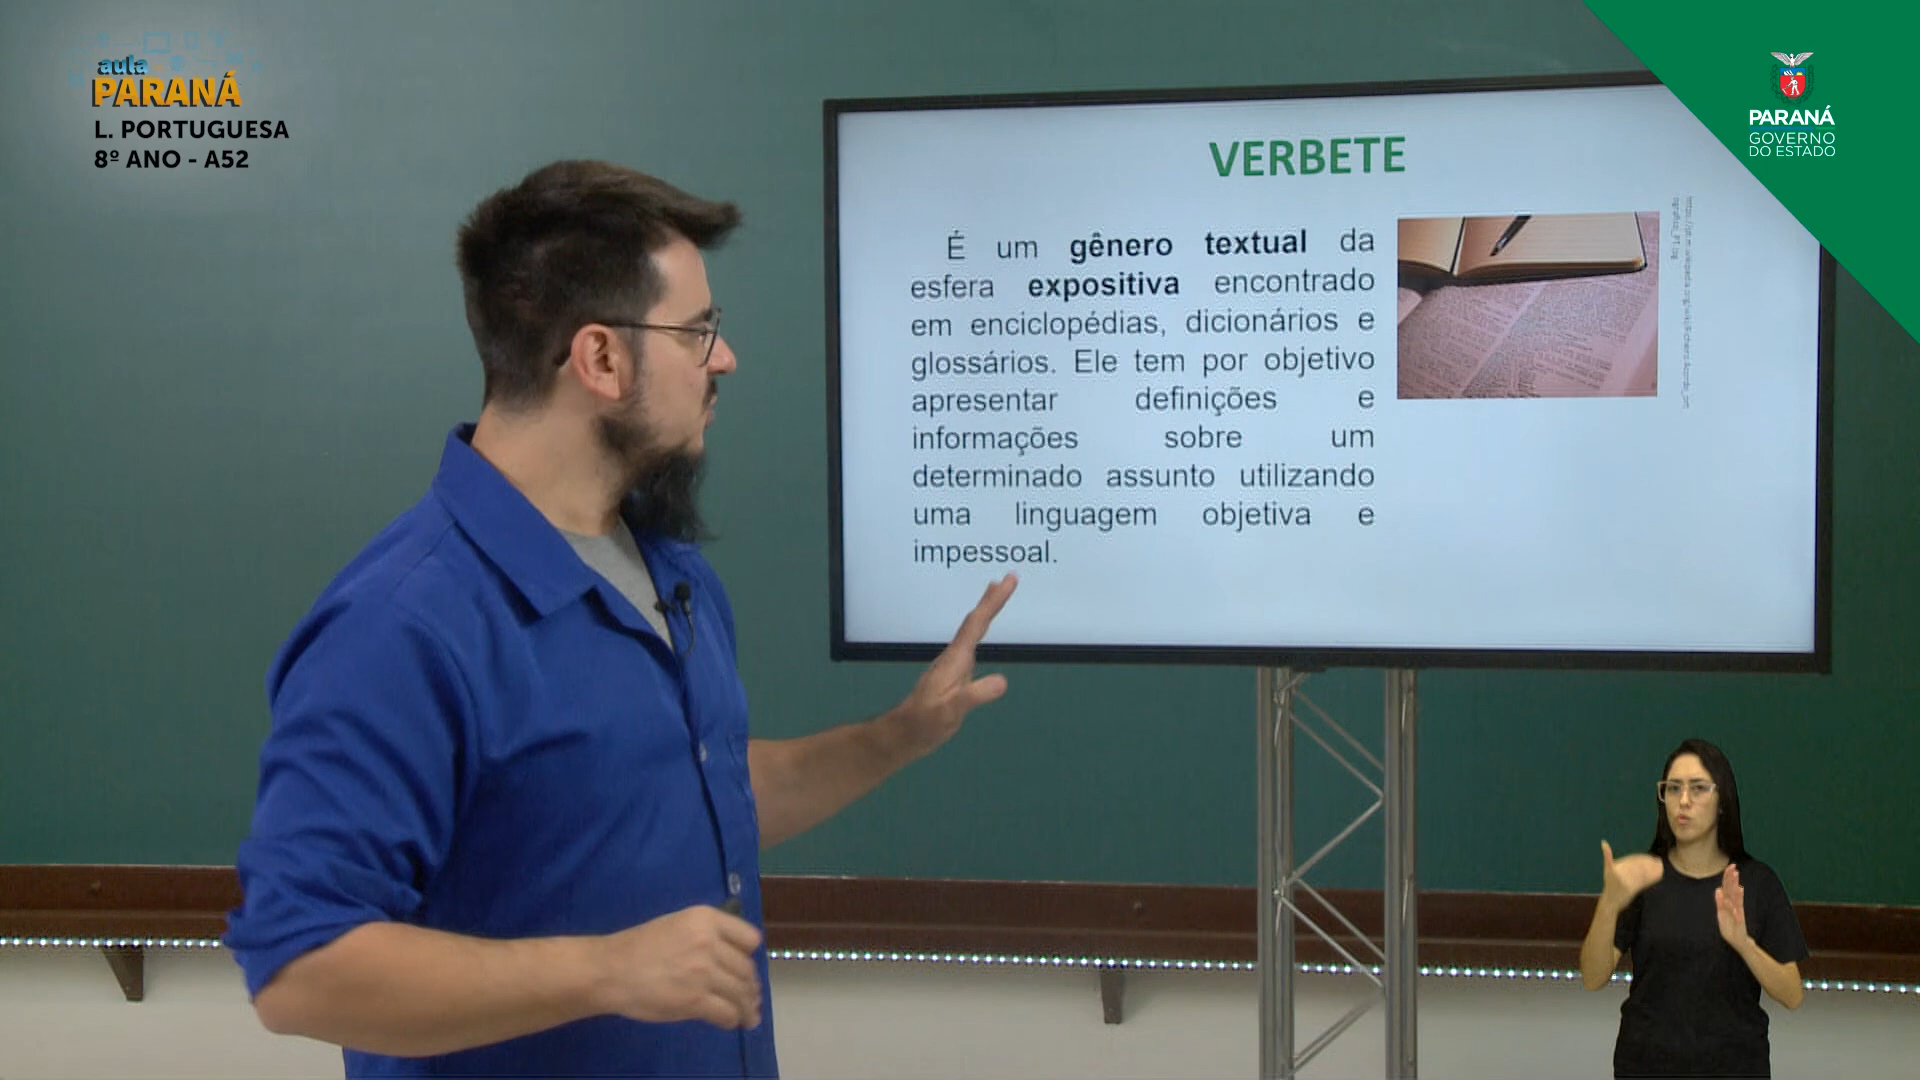 aula
PARANÁ
L. PORTUGUESA
8º ANO - A52
PARANÁ
GOVERNO
DO ESTADO
VERBETE
É um gênero textual da
esfera expositiva encontrado
em enciclopédias, dicionários e
glossários. Ele tem por objetivo
apresentar definições e
informações sobre um
determinado assunto utilizando
uma linguagem objetiva e
impessoal.